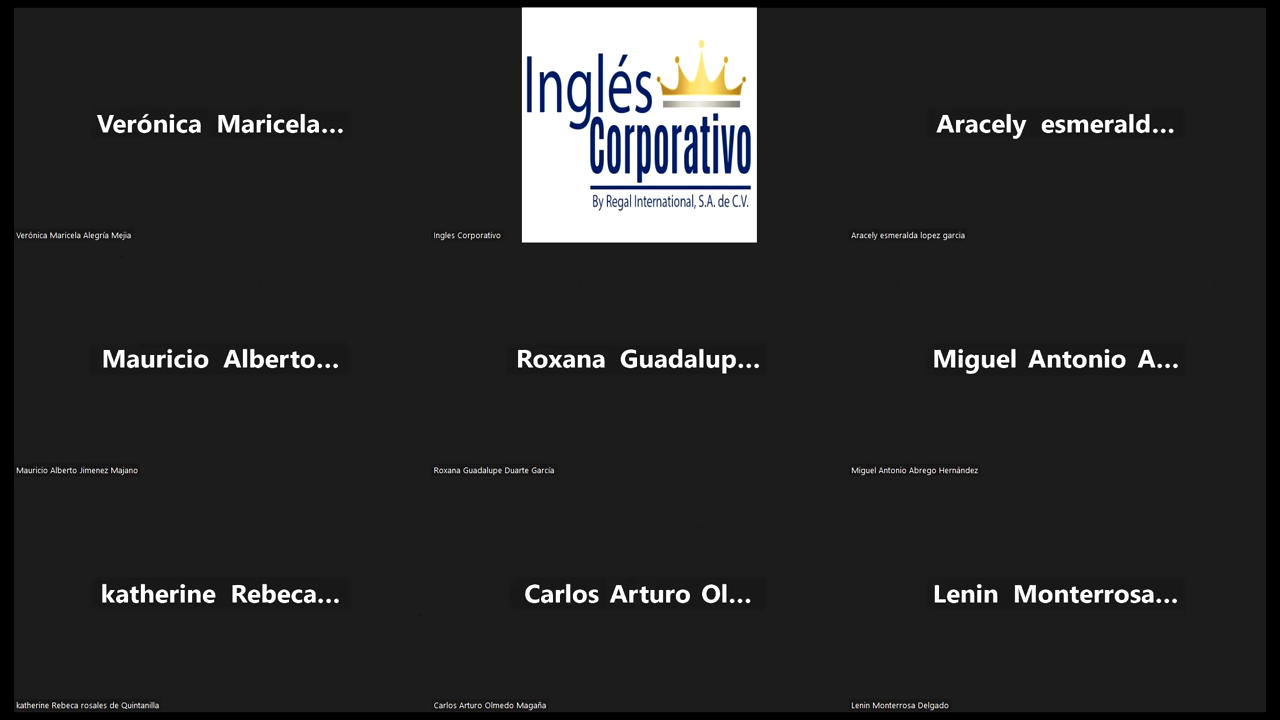 Verónica Maricela...
Verónica Maricela Alegría Mejia
Inglés
Corporativo
By Regal International, S.A. de C.V.
Ingles Corporativo
Aracely esmerald...
Aracely esmeralda lopez garcia
Mauricio Alberto...
Mauricio Alberto Jimenez Majano
Roxana Guadalup...
Roxana Guadalupe Duarte García
Miguel Antonio A...
Miguel Antonio Abrego Hernández
katherine Rebeca...
katherine Rebeca rosales de Quintanilla
Carlos Arturo Ol...
Carlos Arturo Olmedo Magaña
Lenin Monterrosa...
Lenin Monterrosa Delgado